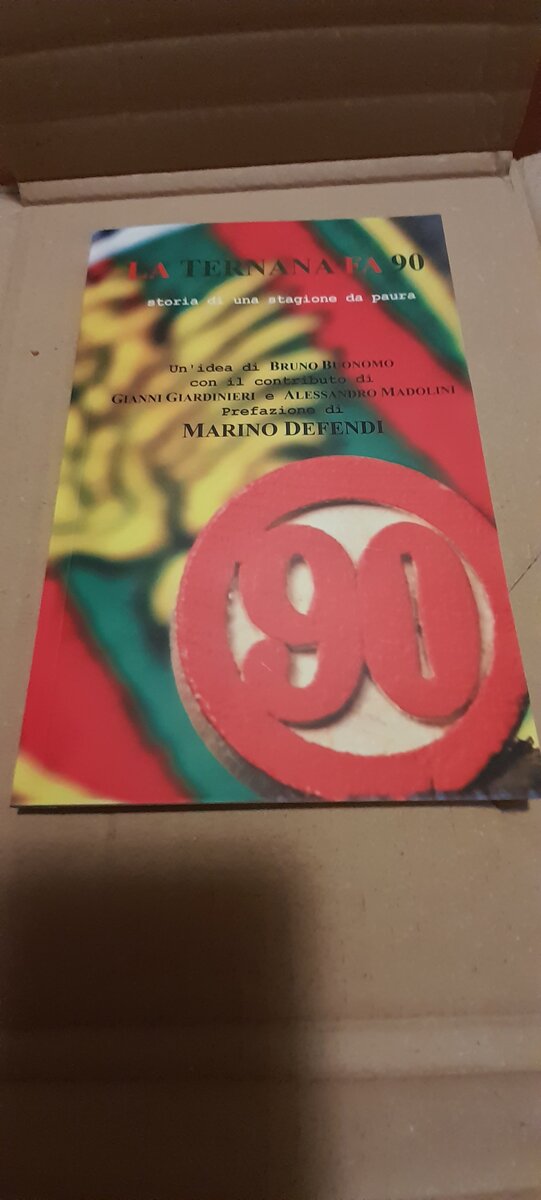 LA TERNANA FA 90
storia di una stagione da paura
Un'idea di BRUNO BUONOMO
con il contributo di
GIANNI GIARDINIERI e ALESSANDRO MADOLINI
Prefazione di
MARINO DEFENDI
90